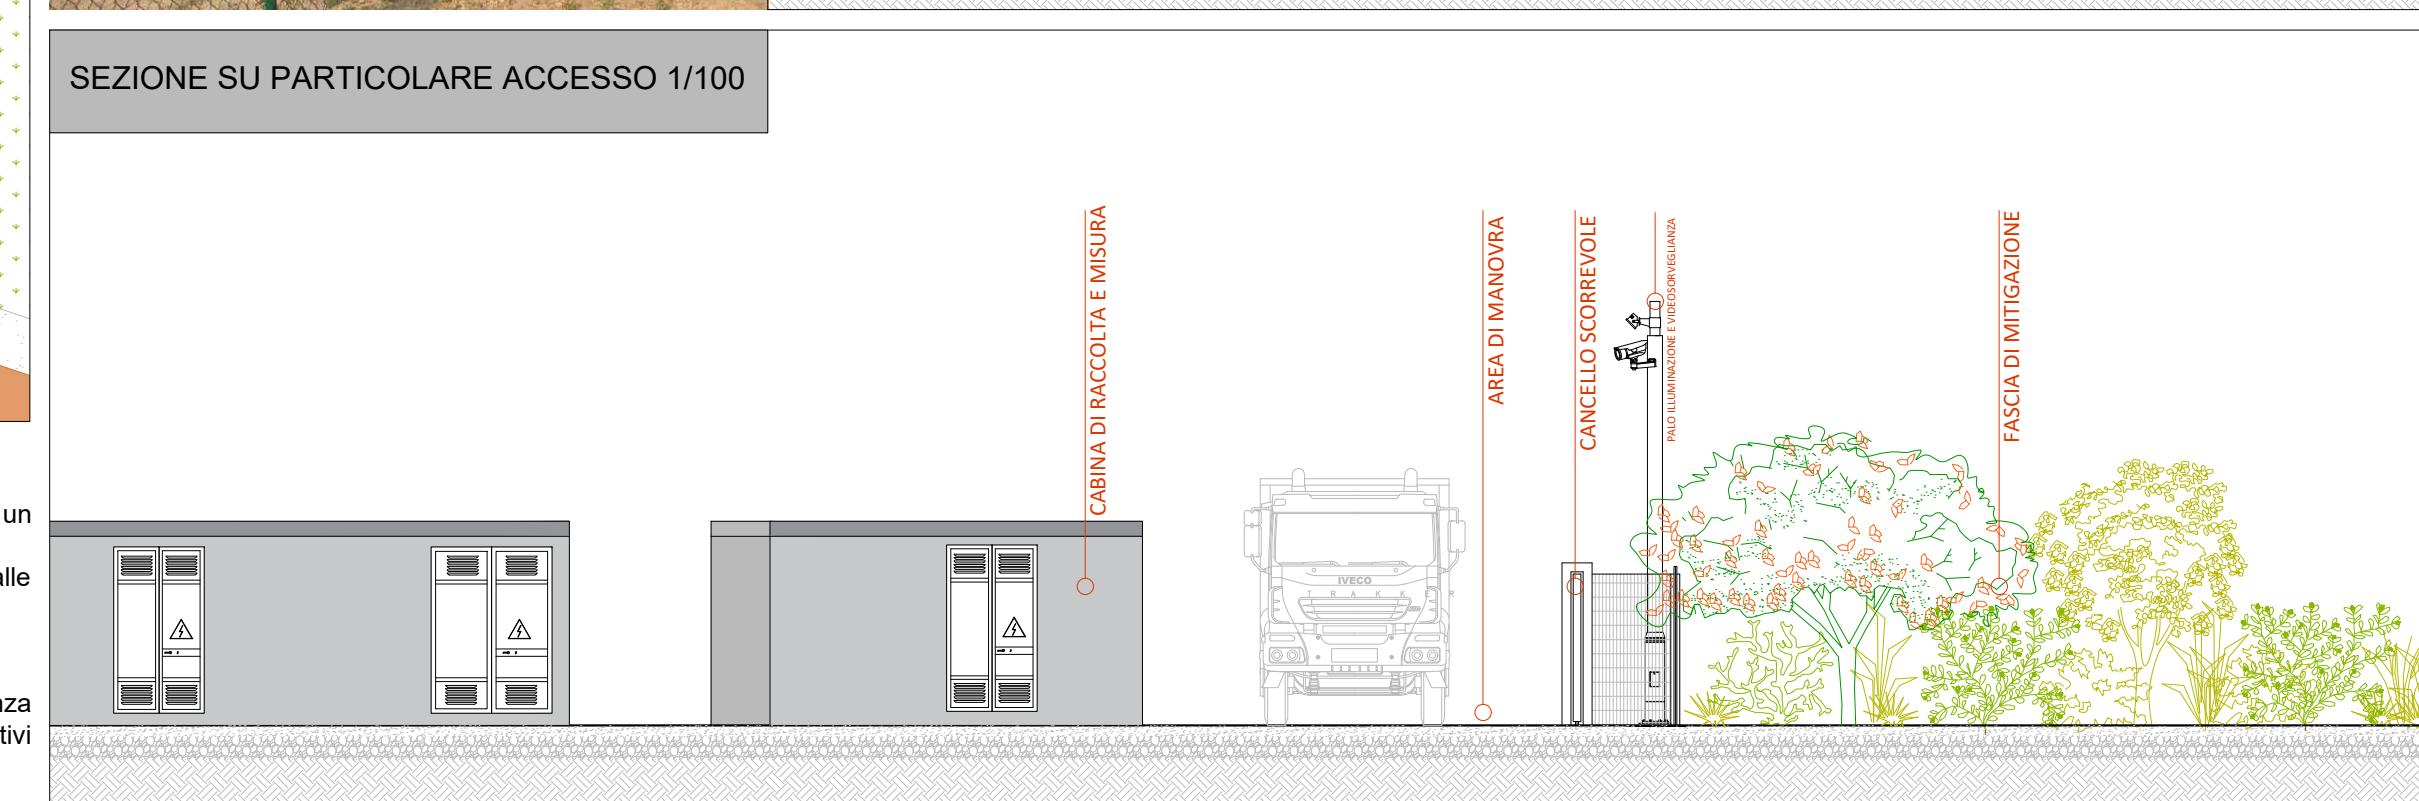 SEZIONE SU PARTICOLARE ACCESSO 1/100
un
alle
nza
tivi
CABINA DI RACCOLTA E MISURA
AREA DI MANOVRA
CANCELLO SCORREVOLE
PALO ILLUMINAZIONE E VIDEOSORVEGLIANZA
FASCIA DI MITIGAZIONE
IVECO
TRAKKER